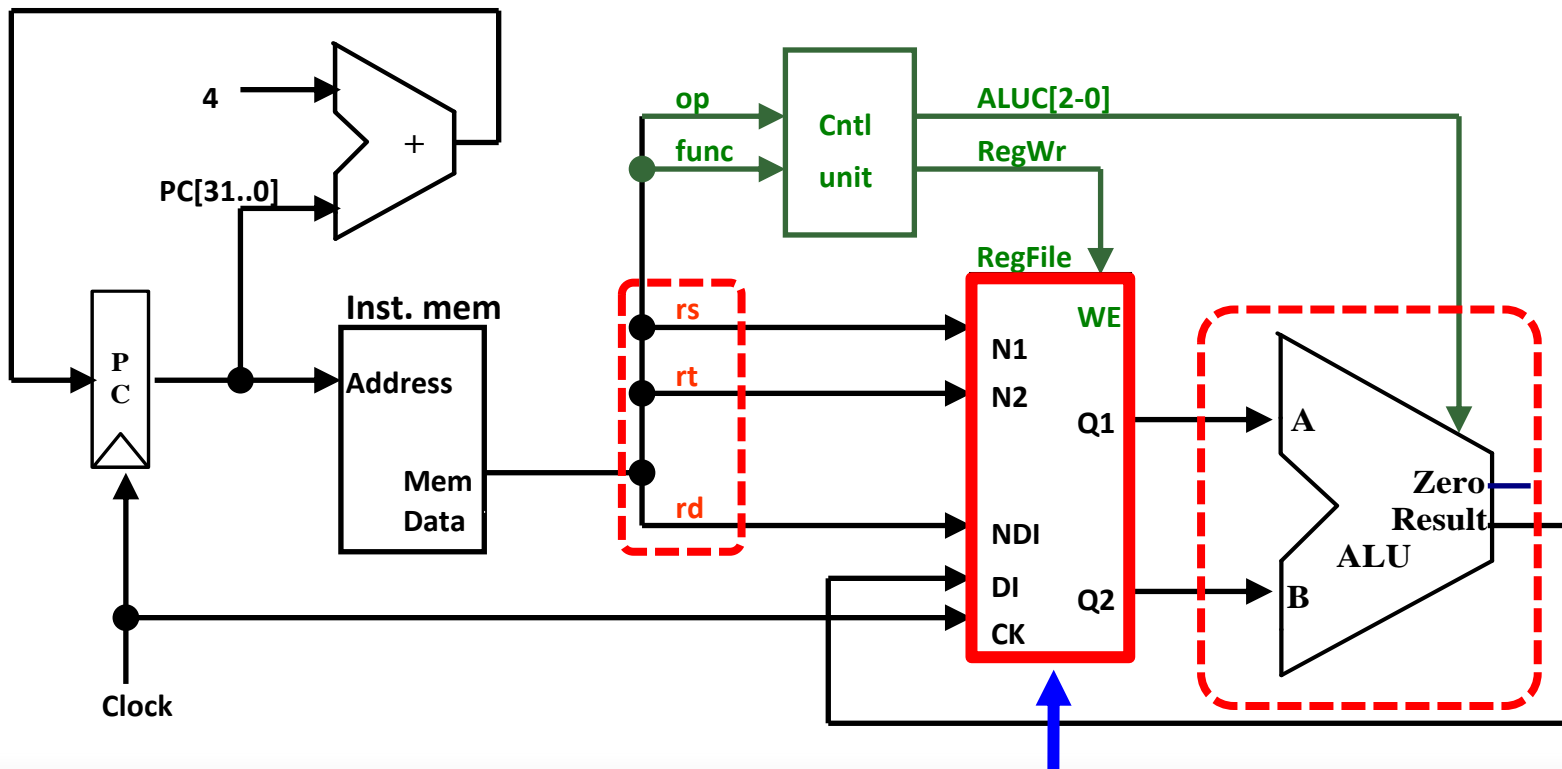 4
+
PC[31..0]
P
C
Inst. mem
Address
Mem
Data
Clock
op
func
Cntl
unit
ALUC[2-0]
RegWr
RegFile
rs
rt
rd
WE
N1
N2
Q1
NDI
DI
Q2
CK
A
Zero
Result
ALU
B